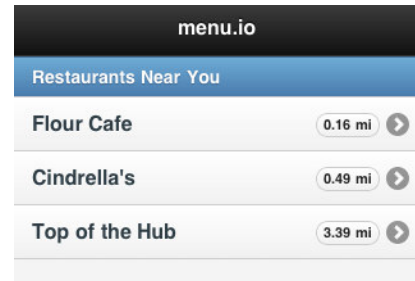 menu.io
Restaurants Near You
Flour Cafe 0.16 mi
Cindrella's 0.49 mi
Top of the Hub 3.39 mi